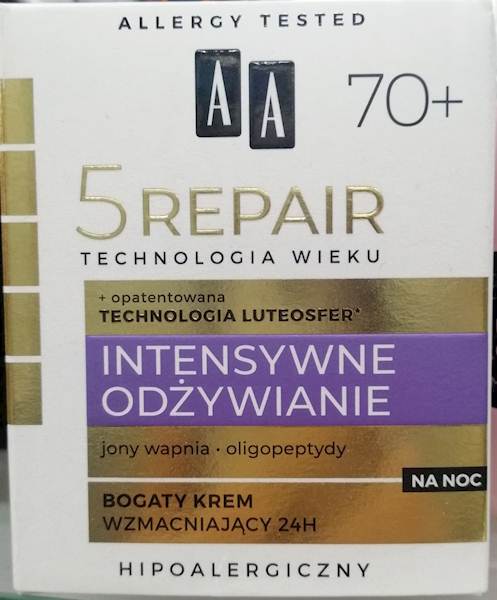 ALLERGY TESTED
AA 70+
5 REPAIR
TECHNOLOGIA WIEKU
+ opatentowana
TECHNOLOGIA LUTEOSFER*
INTENSYWNE
ODŻYWIANIE
jony wapnia • oligopeptydy
NA NOC
BOGATY KREM
WZMACNIAJĄCY 24H
HIPOALERGICZNY